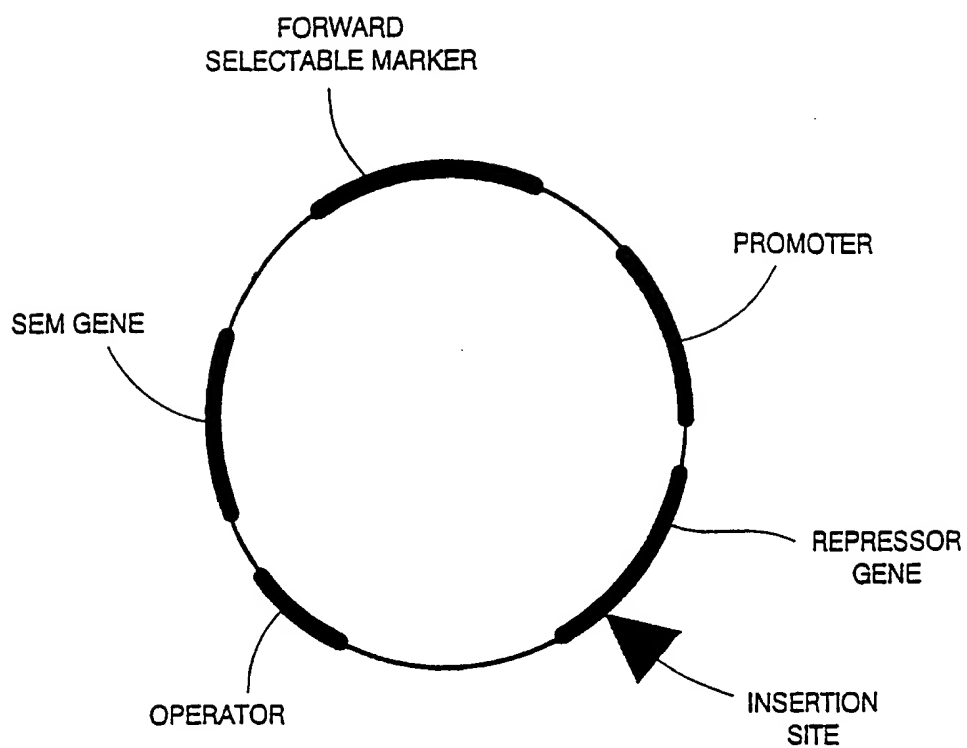 FORWARD
SELECTABLE MARKER
PROMOTER
SEM GENE
REPRESSOR
GENE
OPERATOR
INSERTION
SITE